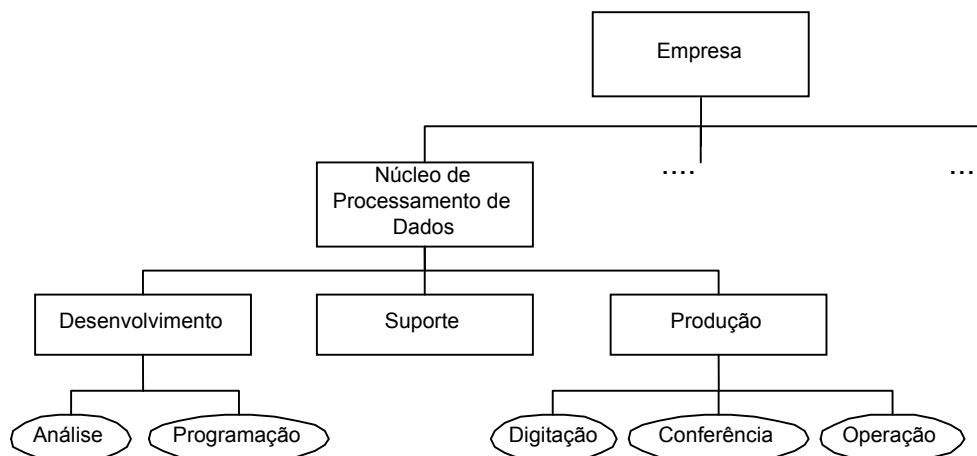 Empresa
Núcleo de
Processamento de
Dados
....
...
Desenvolvimento
Suporte
Produção
Análise
Programação
Digitação
Conferência
Operação